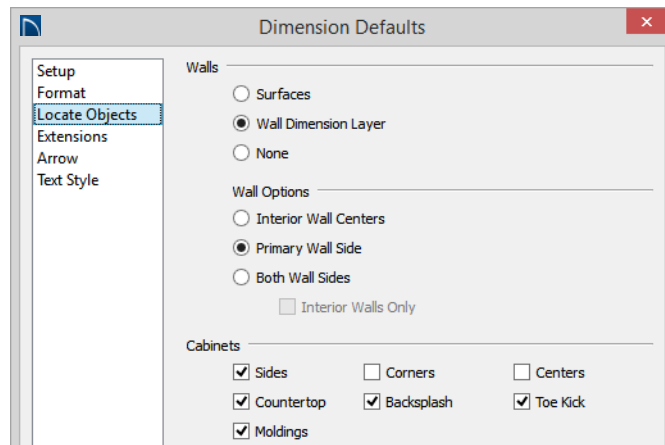 Dimension Defaults
Setup
Format
Locate Objects
Extensions
Arrow
Text Style
Walls
Surfaces
Wall Dimension Layer
None
Wall Options
Interior Wall Centers
Primary Wall Side
Both Wall Sides
Interior Walls Only
Cabinets
Sides Corners Centers
Countertop Backsplash Toe Kick
Moldings